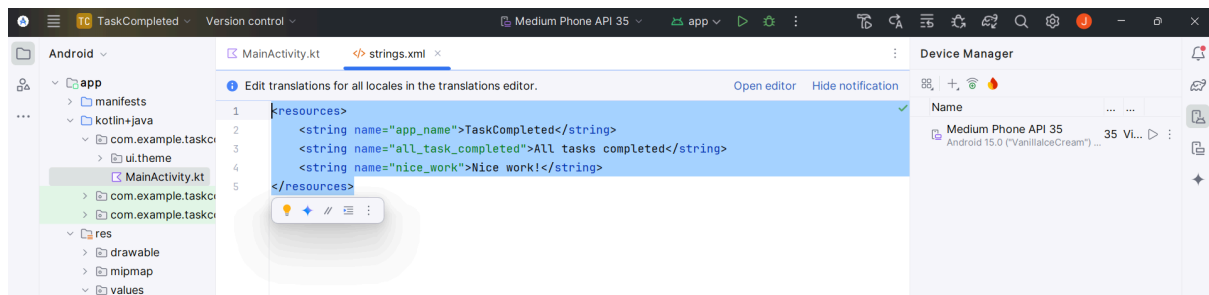 TC TaskCompleted Version control Medium Phone API 35 app J
Android
MainActivity.kt
strings.xml
Device Manager
app
manifests
kotlin+java
com.example.taskc
ui.theme
MainActivity.kt
com.example.taskc
com.example.taskc
res
drawable
mipmap
values
Edit translations for all locales in the translations editor. Open editor Hide notification
1 <resources>
2 <string name="app_name">TaskCompleted</string>
3 <string name="all_task_completed">All tasks completed</string>
4 <string name="nice_work">Nice work!</string>
5 </resources>
Name ... ...
Medium Phone API 35 35 Vi...
Android 15.0 ("VanillaIceCream") ...